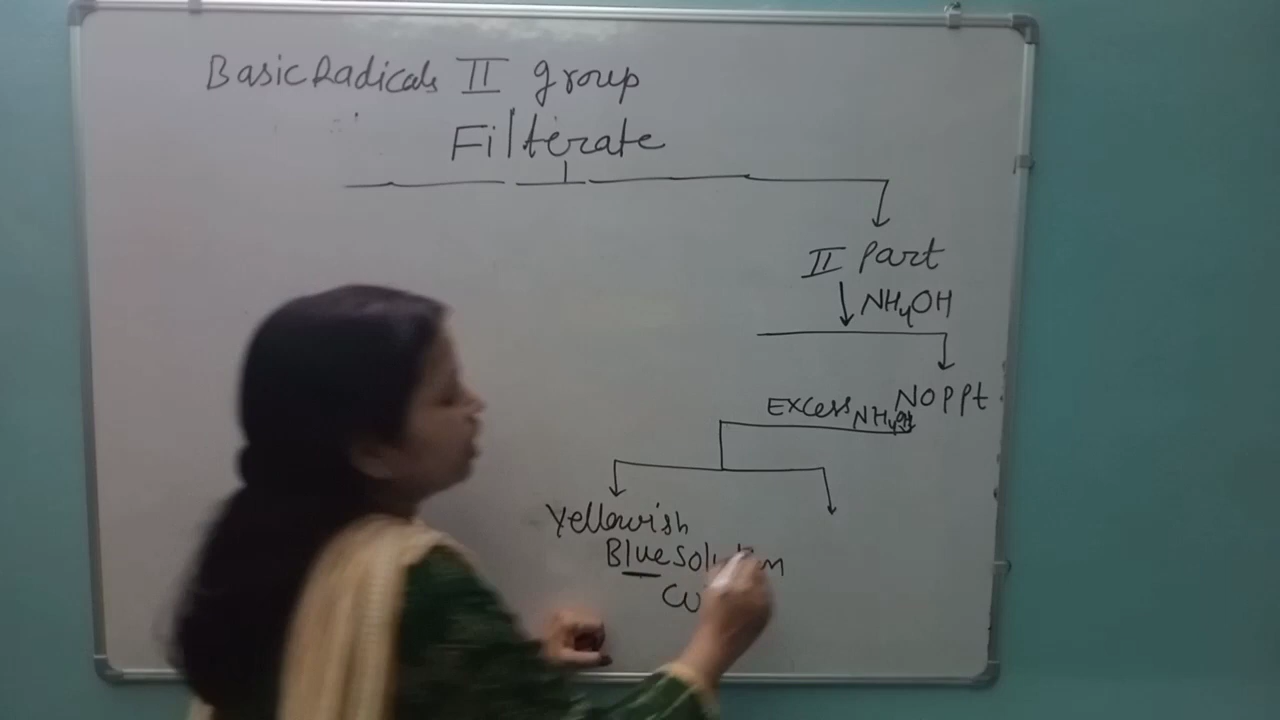 Basic Radicals II group
Filterate
II Part
NH4OH
NO PPt
Excess NH4OH
Yellowish
Blue solution
Cu